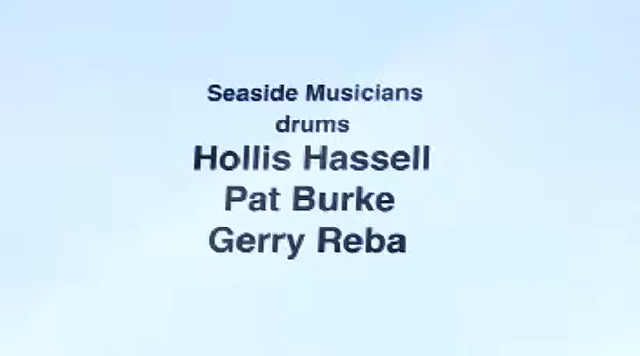 Seaside Musicians
drums
Hollis Hassell
Pat Burke
Gerry Reba